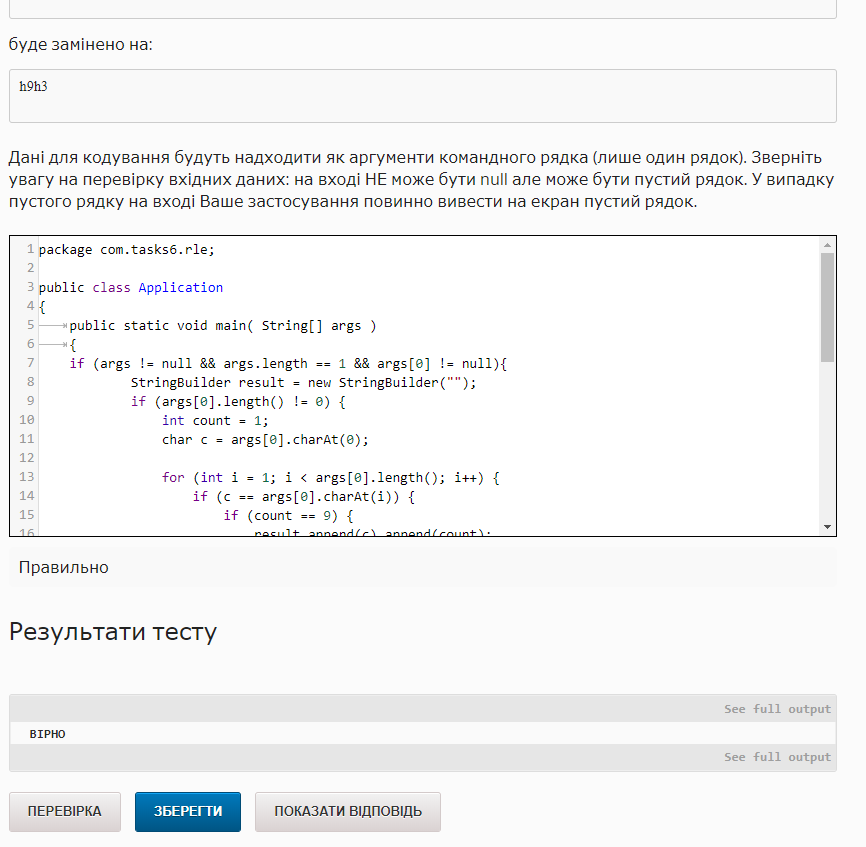 буде замінено на:
h9h3
Дані для кодування будуть надходити як аргументи командного рядка (лише один рядок). Зверніть
увагу на перевірку вхідних даних: на вході НЕ може бути null але може бути пустий рядок. У випадку
пустого рядку на вході Ваше застосування повинно вивести на екран пустий рядок.
1 package com.tasks6.rle;
2
3 public class Application
4 {
5 public static void main( String[] args )
6 {
7 if (args != null && args.length == 1 && args[0] != null){
8 StringBuilder result = new StringBuilder("");
9 if (args[0].length() != 0) {
10 int count = 1;
11 char c = args[0].charAt(0);
12
13 for (int i = 1; i < args[0].length(); i++) {
14 if (c == args[0].charAt(i)) {
15 if (count == 9) {
16 result.append(c).append(count);
Правильно
Результати тесту
See full output
ВІРНО
See full output
ПЕРЕВІРКА ЗБЕРЕГТИ ПОКАЗАТИ ВІДПОВІДЬ